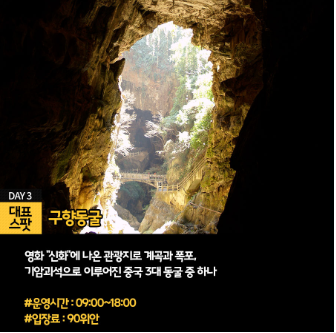 DAY 3
대표
스팟
구향동굴
영화 "신화"에 나온 관광지로 계곡과 폭포,
기암괴석으로 이루어진 중국 3대 동굴 중 하나
#운영시간 : 09:00~18:00
#입장료 : 90위안